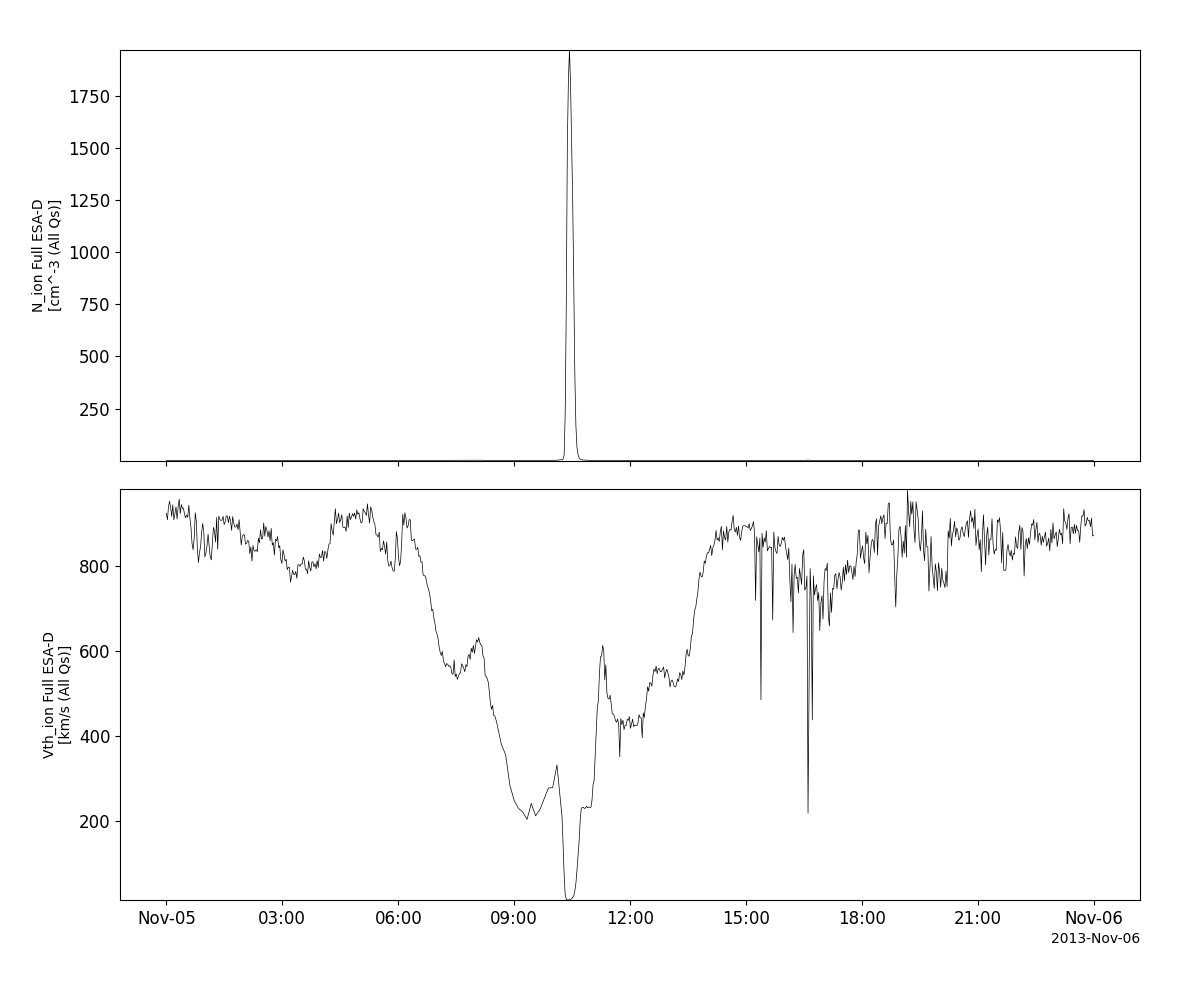 1750
1500
1250
1000
750
500
250
N_ion Full ESA-D
[cm^-3 (All Qs)]
800
600
400
200
Vth_ion Full ESA-D
[km/s (All Qs)]
Nov-05 03:00 06:00 09:00 12:00 15:00 18:00 21:00 Nov-06
2013-Nov-06